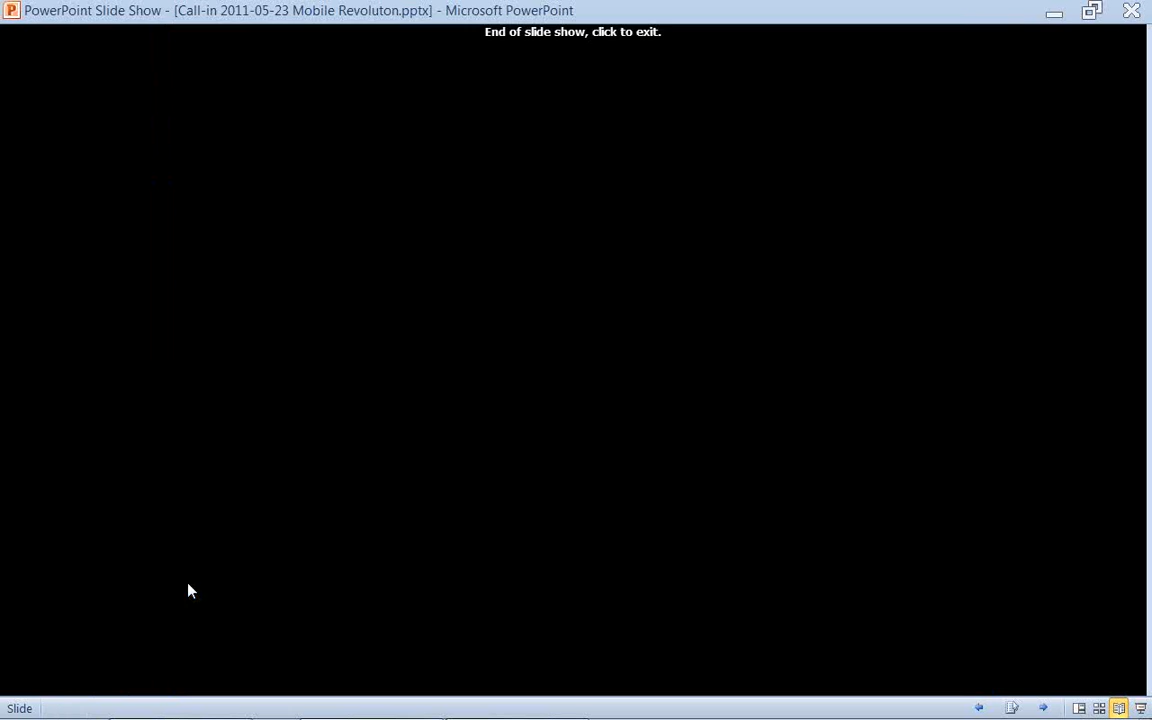 PowerPoint Slide Show - [Call-in 2011-05-23 Mobile Revoluton.pptx] - Microsoft PowerPoint
End of slide show, click to exit.
Slide